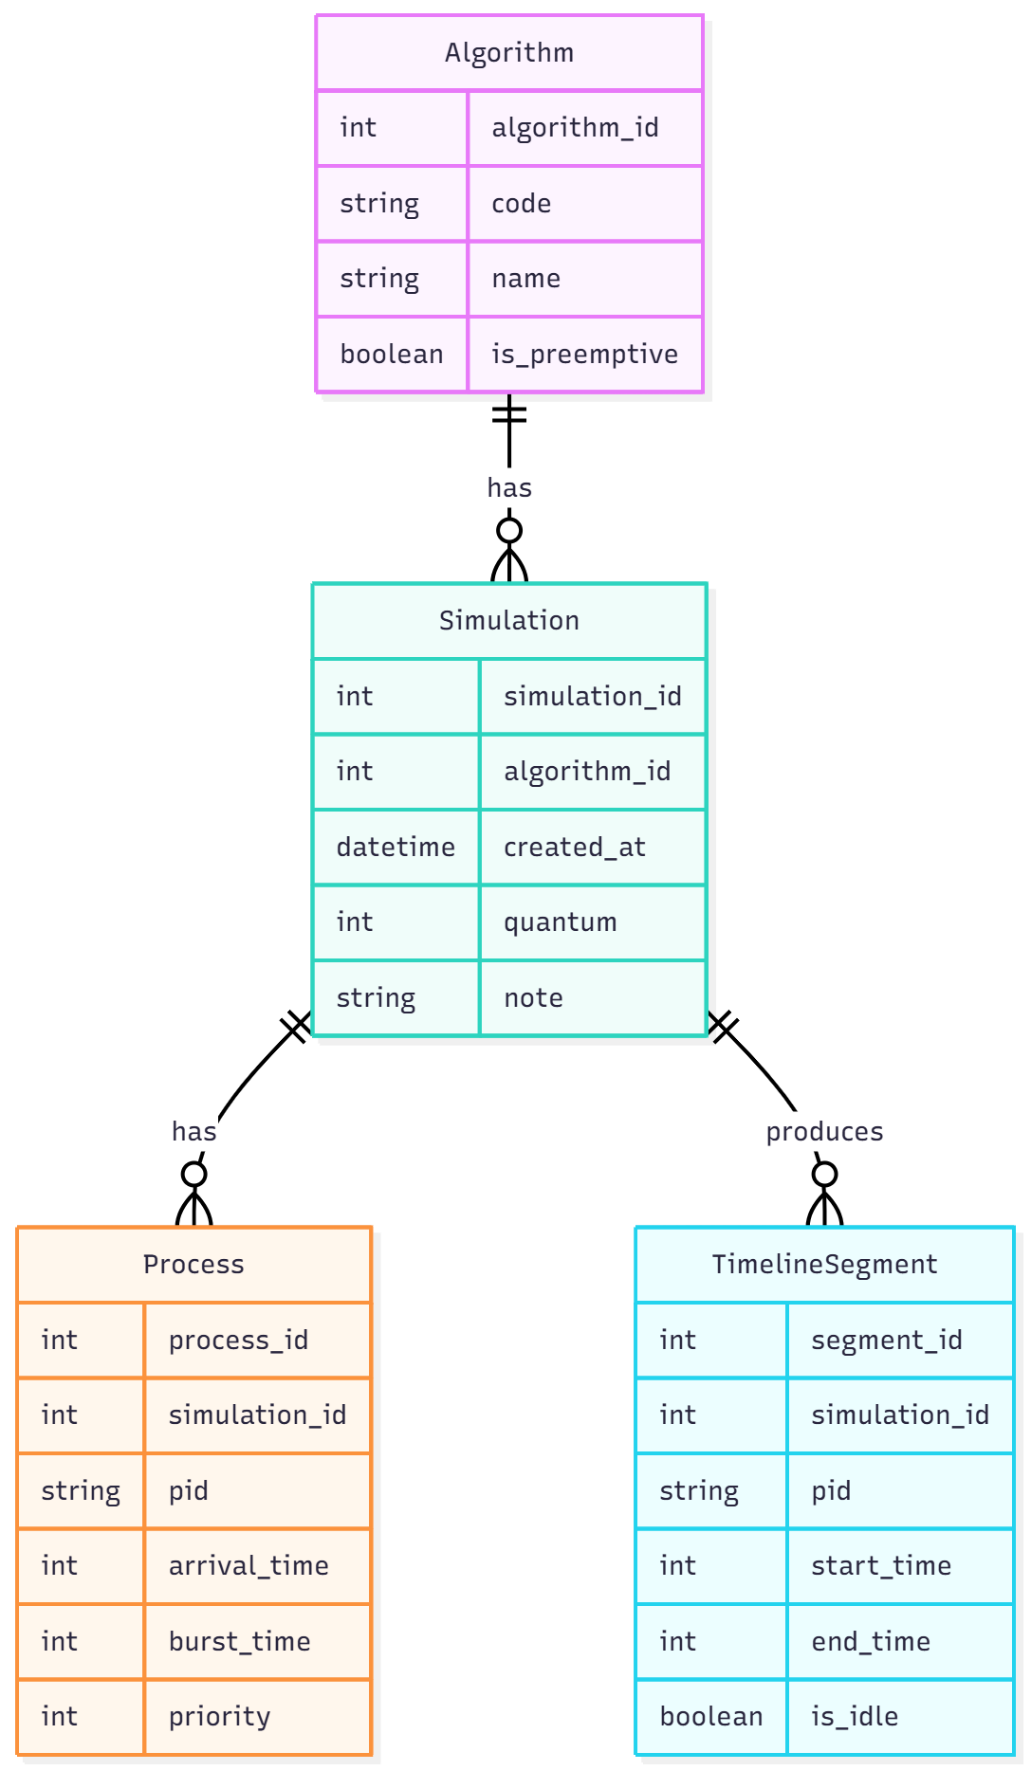 Algorithm
int algorithm_id
string code
string name
boolean is_preemptive
has
Simulation
int simulation_id
int algorithm_id
datetime created_at
int quantum
string note
has
produces
Process
int process_id
int simulation_id
string pid
int arrival_time
int burst_time
int priority
TimelineSegment
int segment_id
int simulation_id
string pid
int start_time
int end_time
boolean is_idle